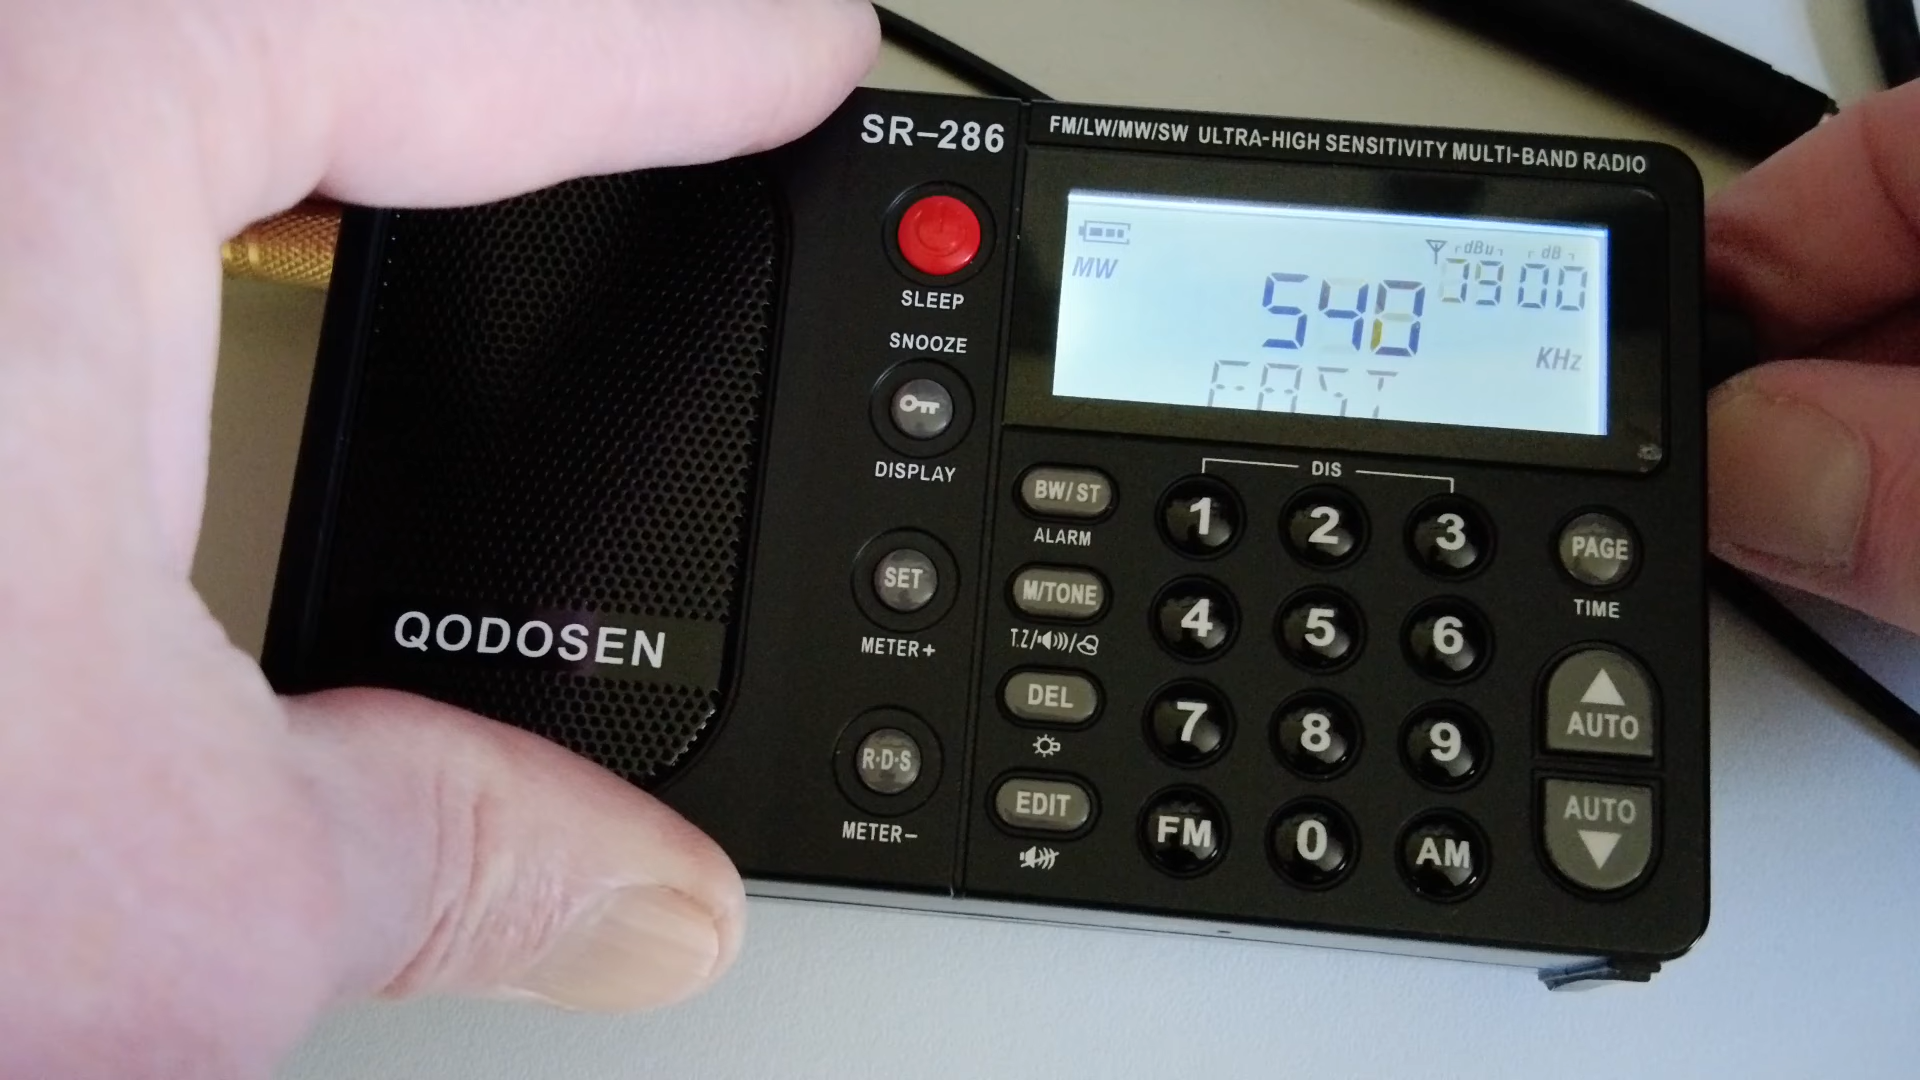 SR–286
FM/LW/MW/SW ULTRA-HIGH SENSITIVITY MULTI-BAND RADIO
SLEEP
SNOOZE
DISPLAY
SET
METER+
R·D·S
METER–
QODOSEN
MW
dBu
dB
540
00
KHz
FAST
DIS
BW/ST
ALARM
M/TONE
T.Z/
DEL
EDIT
1 2 3
4 5 6
7 8 9
FM 0 AM
PAGE
TIME
AUTO
AUTO